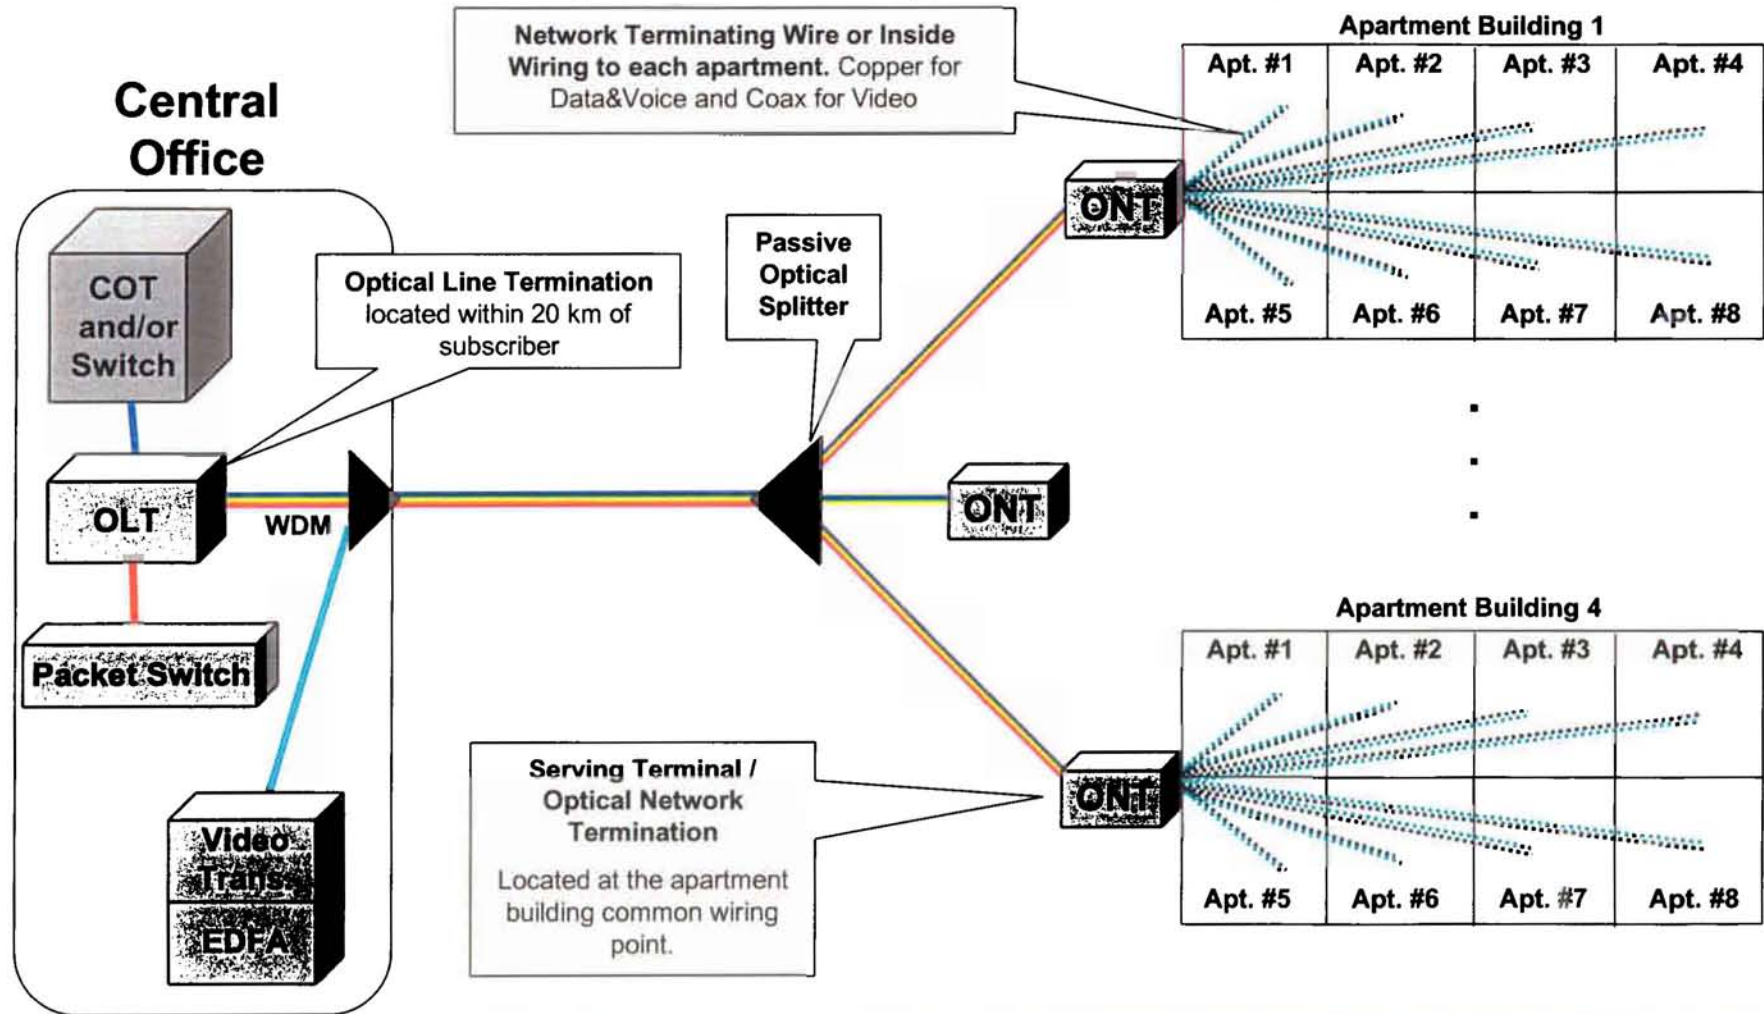 Central
Office
COT
and/or
Switch
OLT
WDM
Packet Switch
Video
Trans.
EDFA
Optical Line Termination
located within 20 km of
subscriber
Network Terminating Wire or Inside
Wiring to each apartment. Copper for
Data&Voice and Coax for Video
Passive
Optical
Splitter
ONT
ONT
ONT
Serving Terminal /
Optical Network
Termination
Located at the apartment
building common wiring
point.
Apartment Building 1
Apt. #1 Apt. #2 Apt. #3 Apt. #4
Apt. #5 Apt. #6 Apt. #7 Apt. #8
Apartment Building 4
Apt. #1 Apt. #2 Apt. #3 Apt. #4
Apt. #5 Apt. #6 Apt. #7 Apt. #8